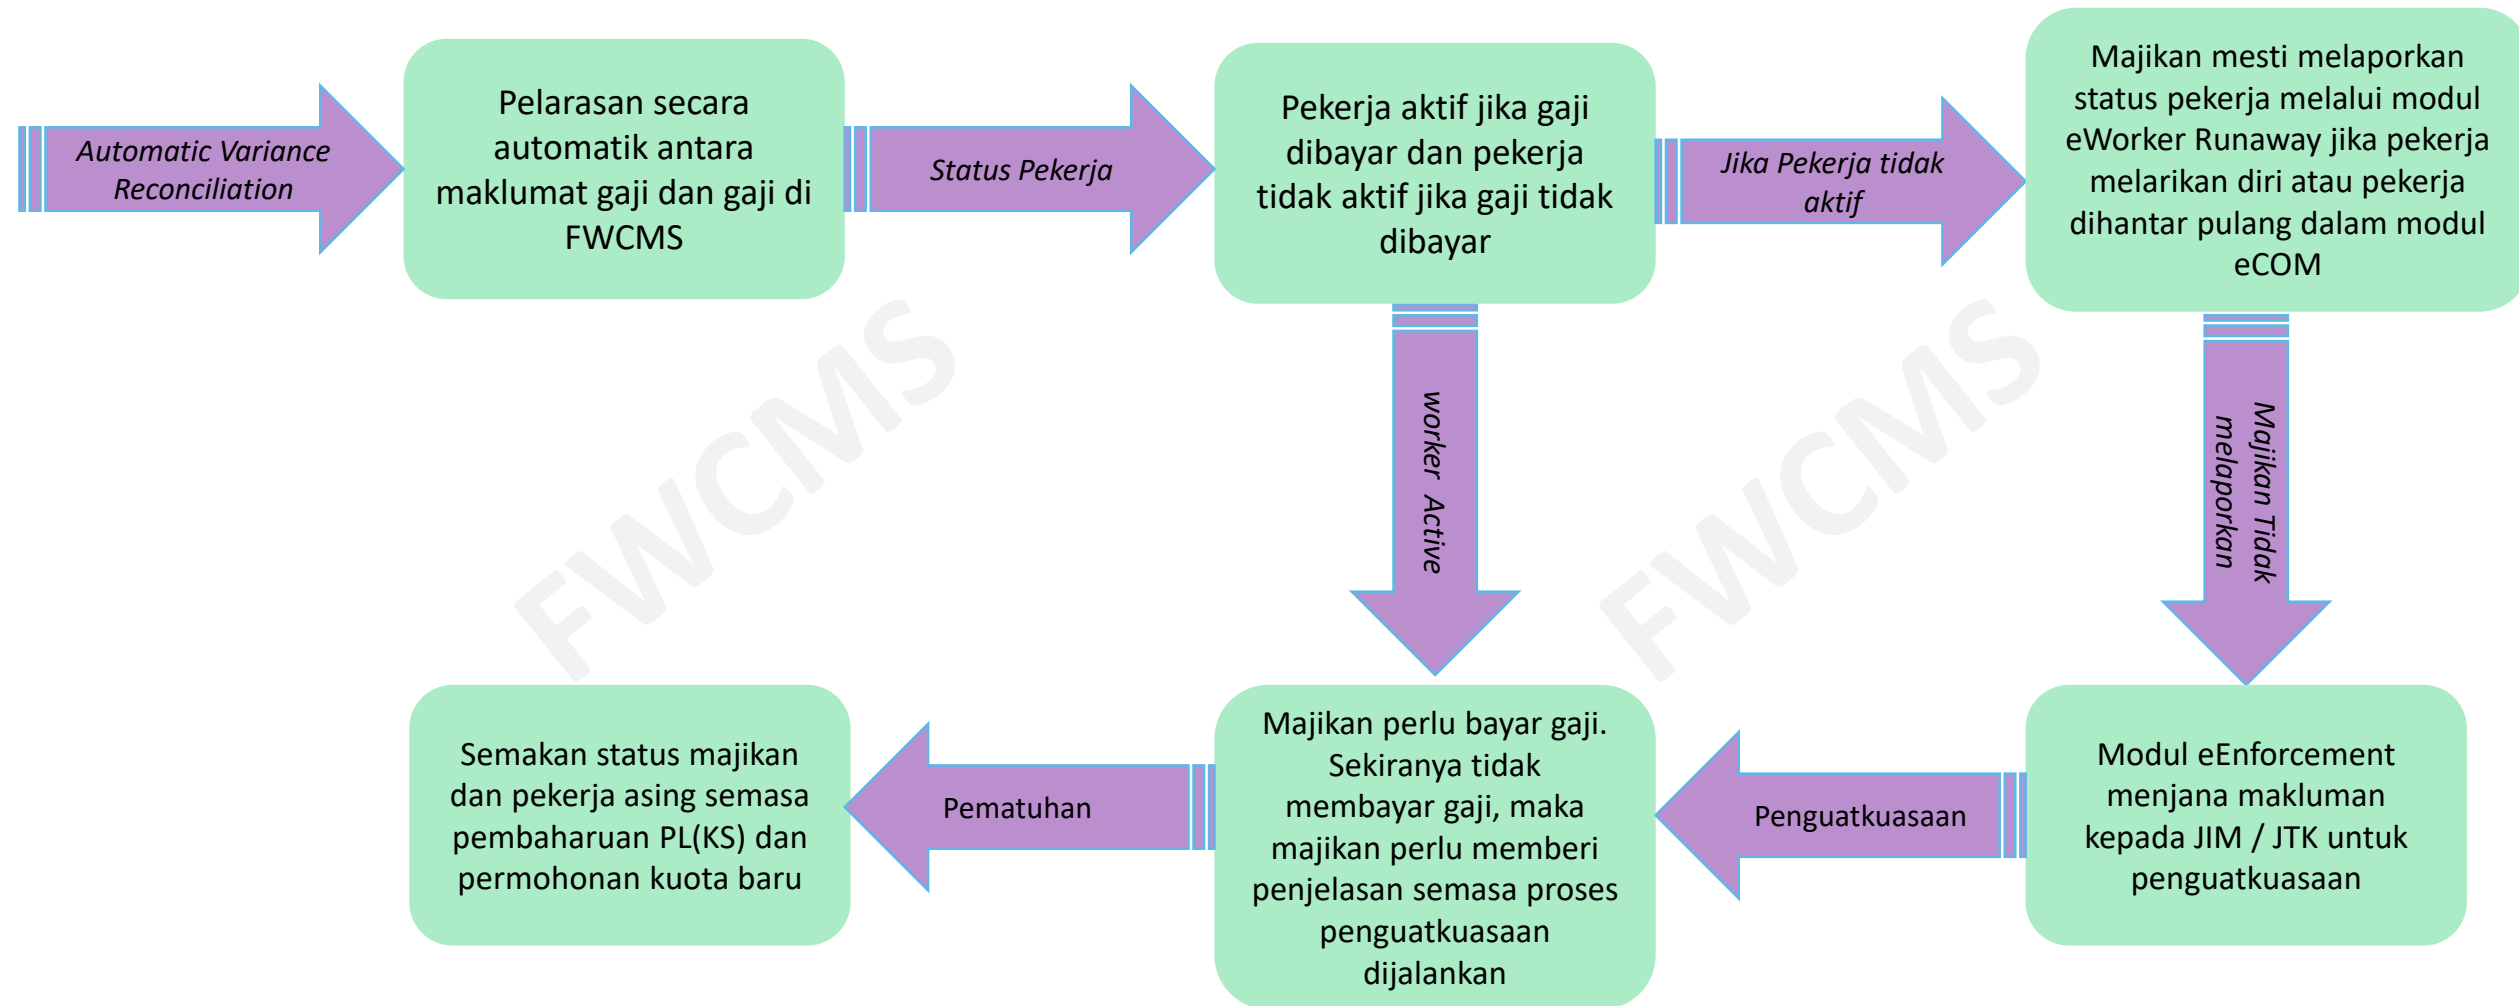 Automatic Variance
Reconciliation
Pelarasan secara
automatik antara
maklumat gaji dan gaji di
FWCMS
Status Pekerja
Pekerja aktif jika gaji
dibayar dan pekerja
tidak aktif jika gaji tidak
dibayar
Jika Pekerja tidak
aktif
Majikan mesti melaporkan
status pekerja melalui modul
eWorker Runaway jika pekerja
melarikan diri atau pekerja
dihantar pulang dalam modul
eCOM
worker Active
Majikan Tidak
melaporkan
FWCMS
FWCMS
Modul eEnforcement
menjana makluman
kepada JIM / JTK untuk
penguatkuasaan
Penguatkuasaan
Majikan perlu bayar gaji.
Sekiranya tidak
membayar gaji, maka
majikan perlu memberi
penjelasan semasa proses
penguatkuasaan
dijalankan
Pematuhan
Semakan status majikan
dan pekerja asing semasa
pembaharuan PL(KS) dan
permohonan kuota baru